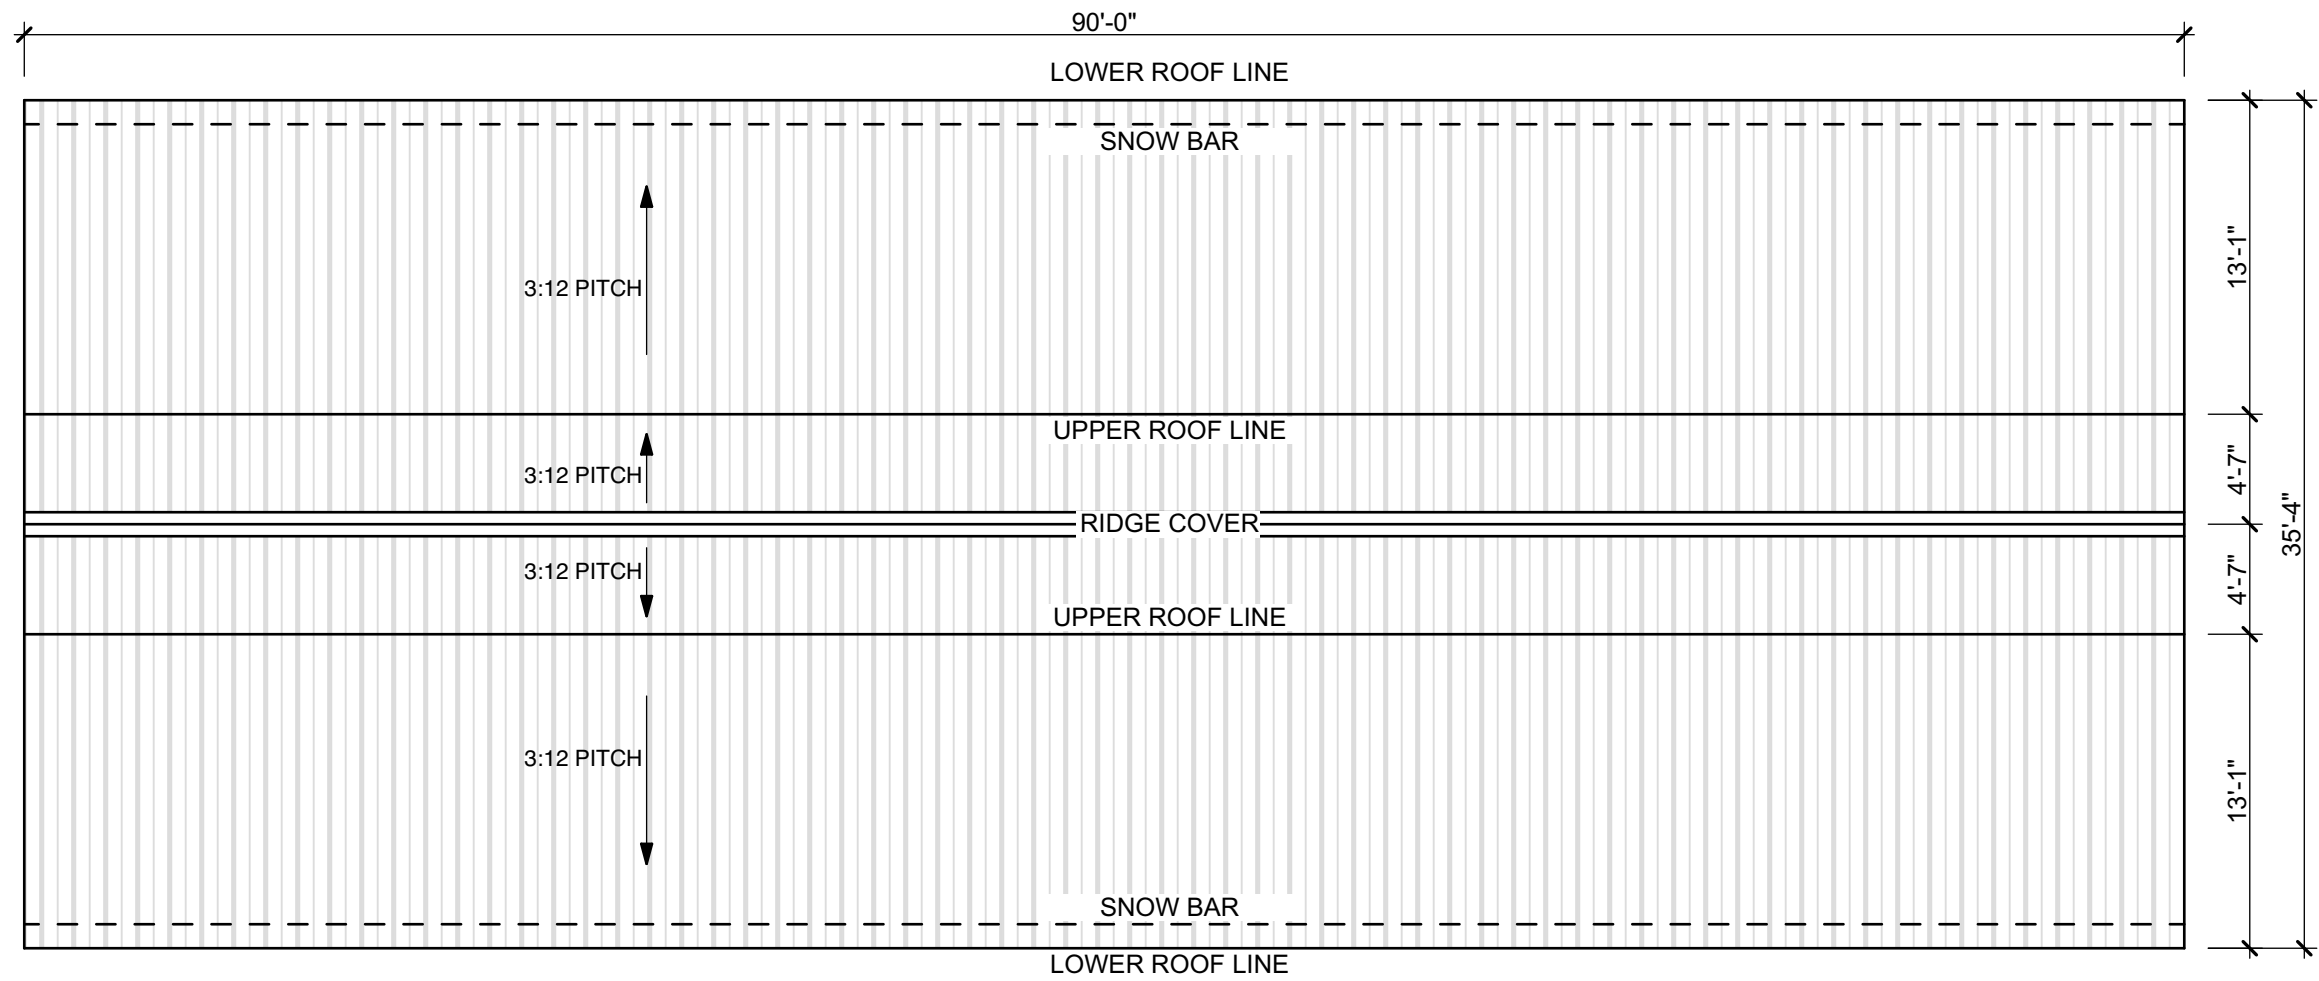 90'-0"
LOWER ROOF LINE
SNOW BAR
13'-1"
3:12 PITCH
UPPER ROOF LINE
3:12 PITCH
4'-7"
RIDGE COVER
35'-4"
3:12 PITCH
4'-7"
UPPER ROOF LINE
3:12 PITCH
13'-1"
SNOW BAR
LOWER ROOF LINE